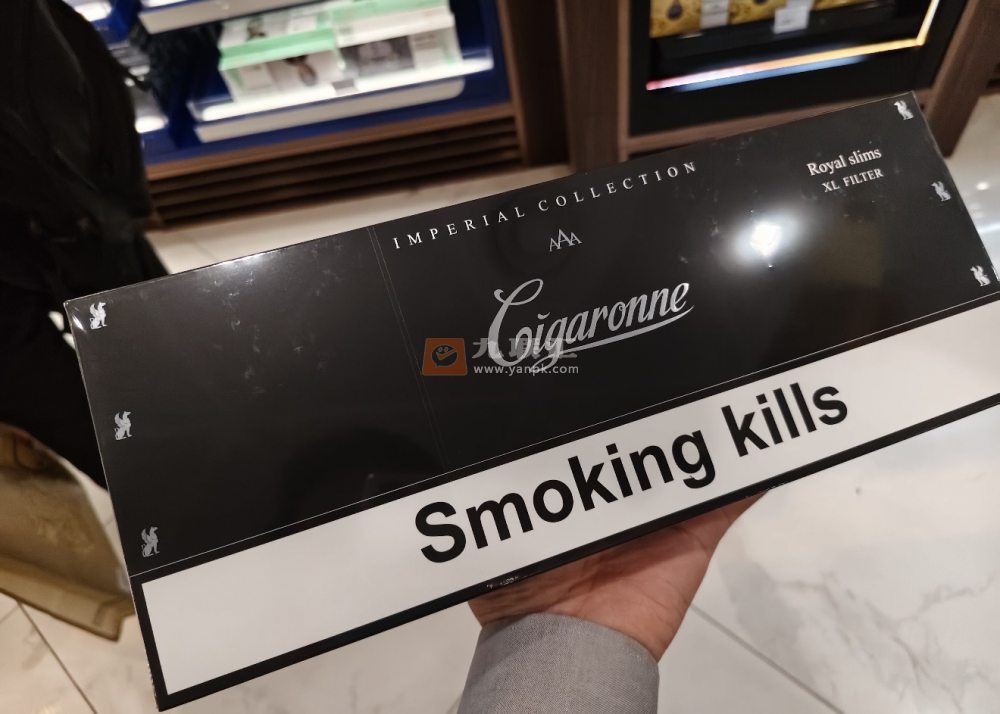 IMPERIAL COLLECTION
AAA
Royal slims
XL FILTER
Cigaronne
www.yanpk.com
Smoking kills